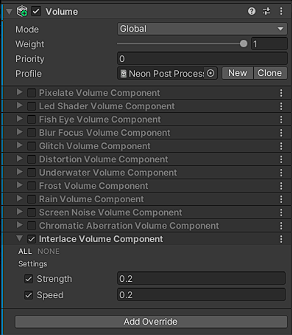 Volume
Mode Global
Weight 1
Priority 0
Profile Neon Post Process New Clone
Pixelate Volume Component
Led Shader Volume Component
Fish Eye Volume Component
Blur Focus Volume Component
Glitch Volume Component
Distortion Volume Component
Underwater Volume Component
Frost Volume Component
Rain Volume Component
Screen Noise Volume Component
Chromatic Aberration Volume Component
Interlace Volume Component
ALL NONE
Settings
Strength 0.2
Speed 0.2
Add Override